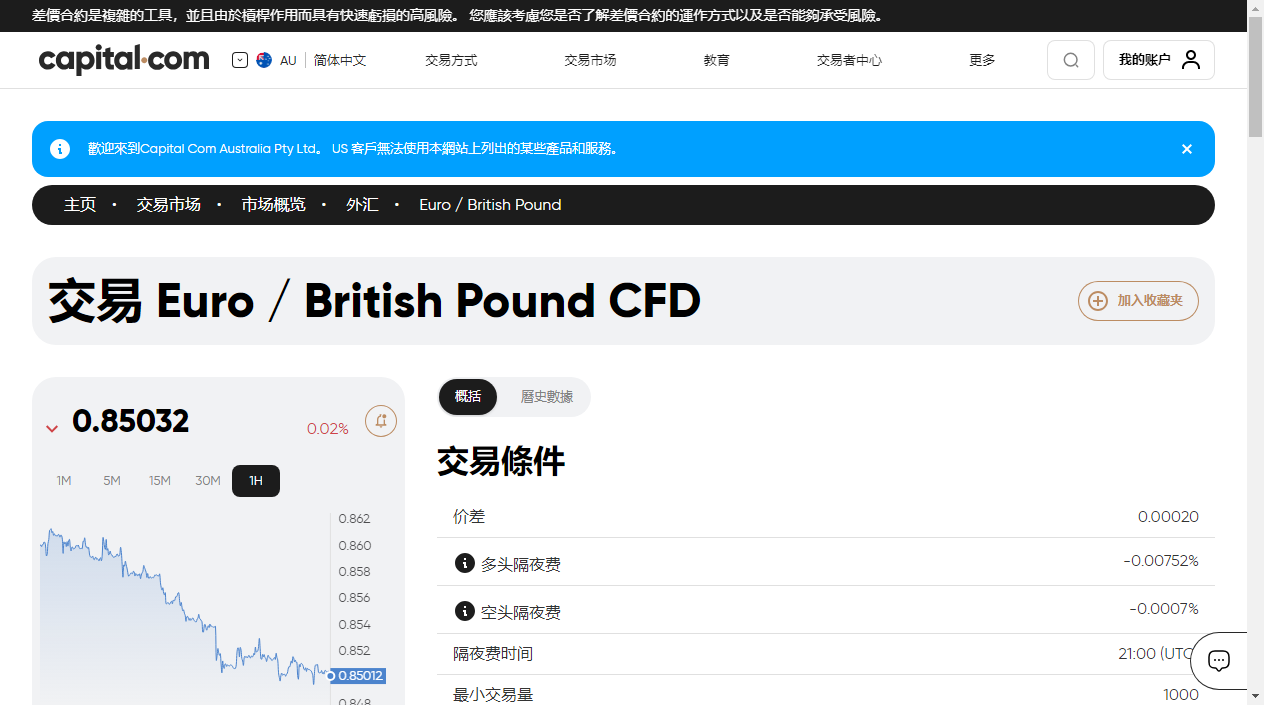 差價合約是複雜的工具，並且由於槓桿作用而具有快速虧損的高風險。 您應該考慮您是否了解差價合約的運作方式以及是否能夠承受風險。
capital.com AU 简体中文 交易方式 交易市场 教育 交易者中心 更多 我的账户
歡迎來到Capital Com Australia Pty Ltd。 US 客戶無法使用本網站上列出的某些產品和服務。
主页 · 交易市场 · 市场概览 · 外汇 · Euro / British Pound
交易 Euro / British Pound CFD
加入收藏夹
0.85032
0.02%
1M 5M 15M 30M 1H
0.862
0.860
0.858
0.856
0.854
0.852
0.85012
0.848
概括 曆史數據
交易條件
价差 0.00020
多头隔夜费 -0.00752%
空头隔夜费 -0.0007%
隔夜费时间 21:00 (UTC
最小交易量 1000